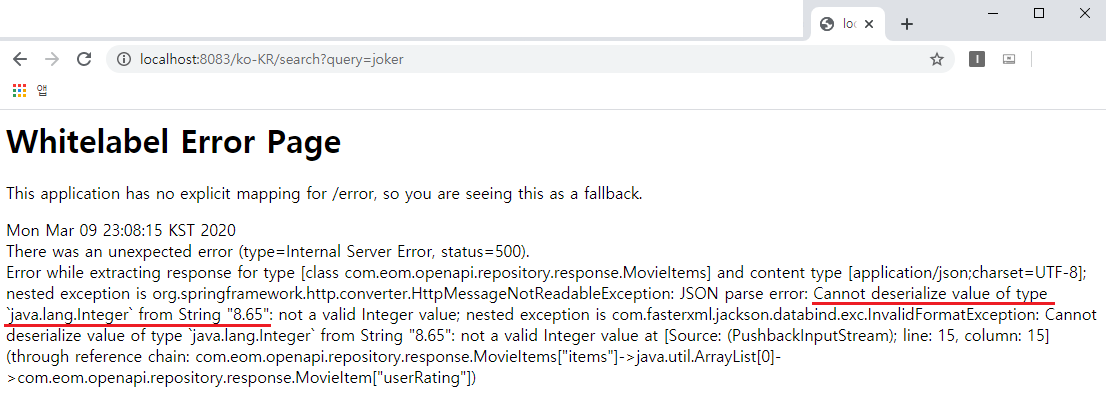 loc
localhost:8083/ko-KR/search?query=joker
앱
Whitelabel Error Page
This application has no explicit mapping for /error, so you are seeing this as a fallback.
Mon Mar 09 23:08:15 KST 2020
There was an unexpected error (type=Internal Server Error, status=500).
Error while extracting response for type [class com.eom.openapi.repository.response.MovieItems] and content type [application/json;charset=UTF-8];
nested exception is org.springframework.http.converter.HttpMessageNotReadableException: JSON parse error: Cannot deserialize value of type
`java.lang.Integer` from String "8.65": not a valid Integer value; nested exception is com.fasterxml.jackson.databind.exc.InvalidFormatException: Cannot
deserialize value of type `java.lang.Integer` from String "8.65": not a valid Integer value at [Source: (PushbackInputStream); line: 15, column: 15]
(through reference chain: com.eom.openapi.repository.response.MovieItems["items"]->java.util.ArrayList[0]-
>com.eom.openapi.repository.response.MovieItem["userRating"])